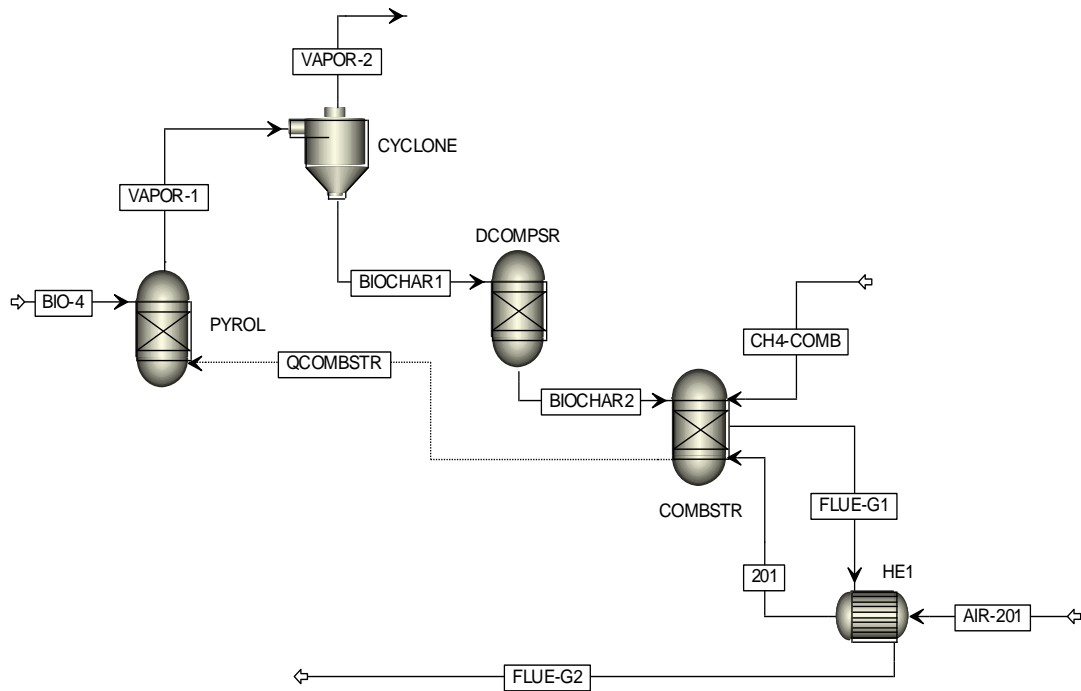 VAPOR-2
CYCLONE
VAPOR-1
DCOMPSR
BIOCHAR1
BIO-4
PYROL
CH4-COMB
QCOMBSTR
BIOCHAR2
COMBSTR
FLUE-G1
201
HE1
AIR-201
FLUE-G2